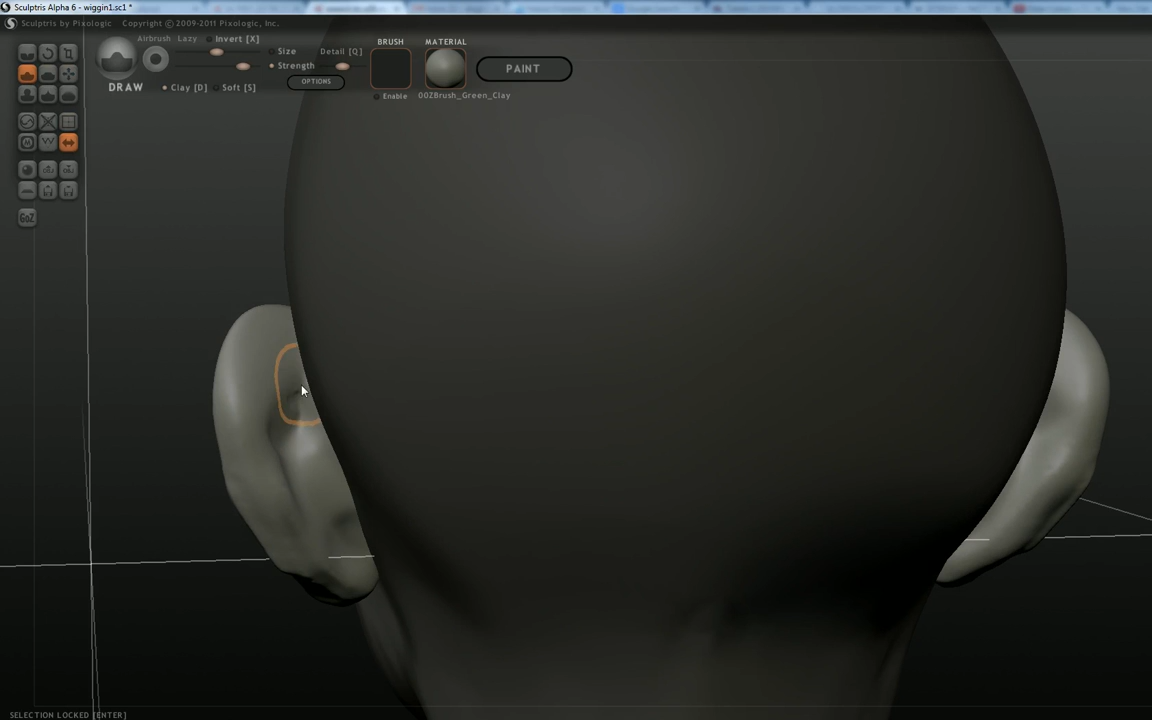 Sculptris Alpha 6 - wiggin1.sc1 *
Sculptris by Pixologic Copyright © 2009-2011 Pixologic, Inc.
Airbrush Lazy Invert [X]
Size Detail [Q]
Strength
DRAW Clay [D] Soft [S] OPTIONS
BRUSH MATERIAL
Enable 00ZBrush_Green_Clay
PAINT
GoZ
SELECTION LOCKED [ENTER]